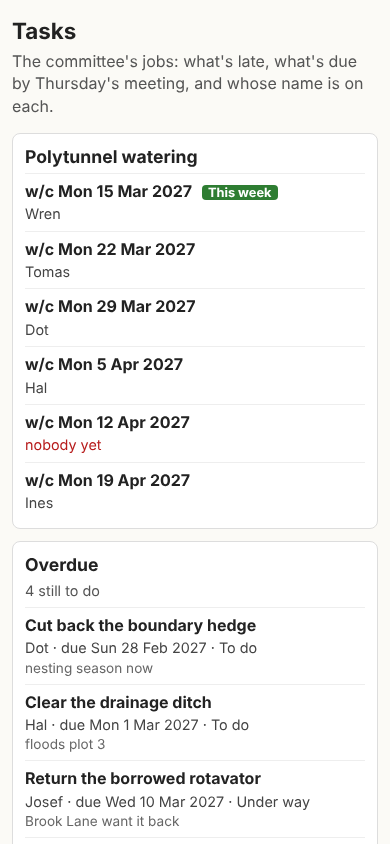 Tasks
The committee's jobs: what's late, what's due
by Thursday's meeting, and whose name is on
each.
Polytunnel watering
w/c Mon 15 Mar 2027 This week
Wren
w/c Mon 22 Mar 2027
Tomas
w/c Mon 29 Mar 2027
Dot
w/c Mon 5 Apr 2027
Hal
w/c Mon 12 Apr 2027
nobody yet
w/c Mon 19 Apr 2027
Ines
Overdue
4 still to do
Cut back the boundary hedge
Dot · due Sun 28 Feb 2027 · To do
nesting season now
Clear the drainage ditch
Hal · due Mon 1 Mar 2027 · To do
floods plot 3
Return the borrowed rotavator
Josef · due Wed 10 Mar 2027 · Under way
Brook Lane want it back